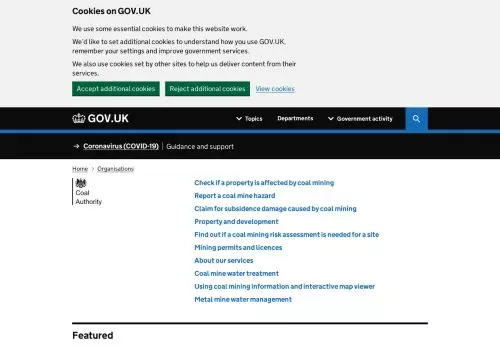 Cookies on GOV.UK
We use some essential cookies to make this website work.
We'd like to set additional cookies to understand how you use GOV.UK,
remember your settings and improve government services.
We also use cookies set by other sites to help us deliver content from their
services.
Accept additional cookies Reject additional cookies View cookies
GOV.UK Topics Departments Government activity
→ Coronavirus (COVID-19) Guidance and support
Home > Organisations
Coal
Authority
Check if a property is affected by coal mining
Report a coal mine hazard
Claim for subsidence damage caused by coal mining
Property and development
Find out if a coal mining risk assessment is needed for a site
Mining permits and licences
About our services
Coal mine water treatment
Using coal mining information and interactive map viewer
Metal mine water management
Featured